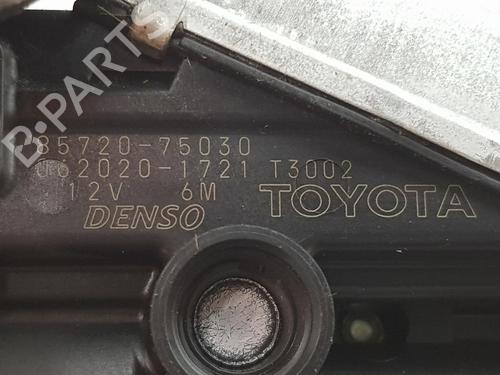 B-PARTS
85720-75030
062020-1721 T3002
12V 6M
DENSO
TOYOTA